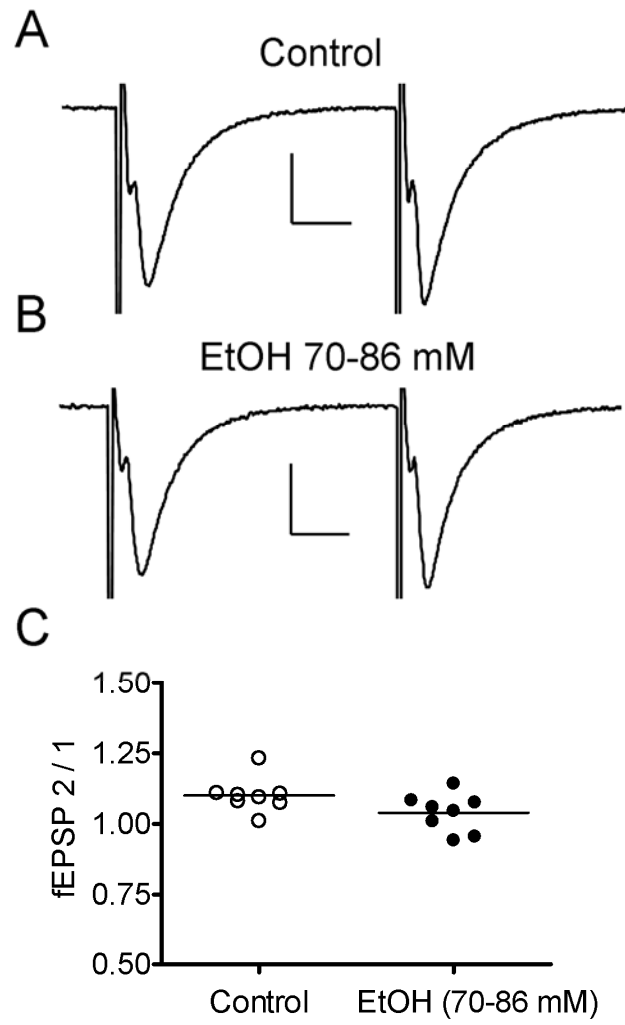 A
Control
B
EtOH 70-86 mM
C
1.50
1.25
1.00
0.75
0.50
fEPSP 2 / 1
Control
EtOH (70-86 mM)